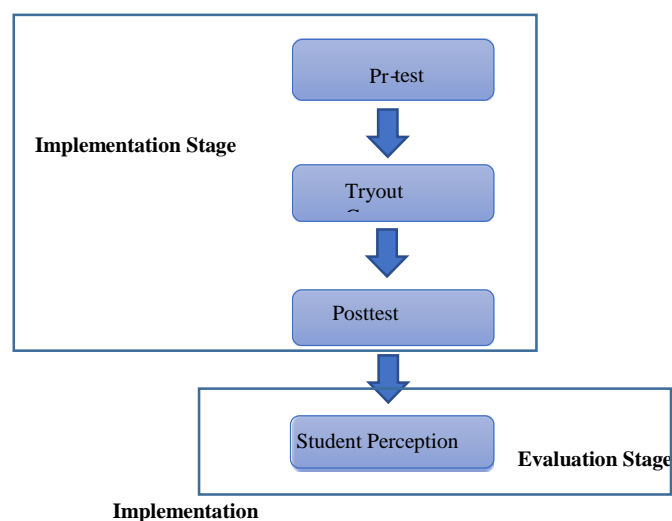 Pr-test
Implementation Stage
Tryout
Posttest
Student Perception
Evaluation Stage
Implementation